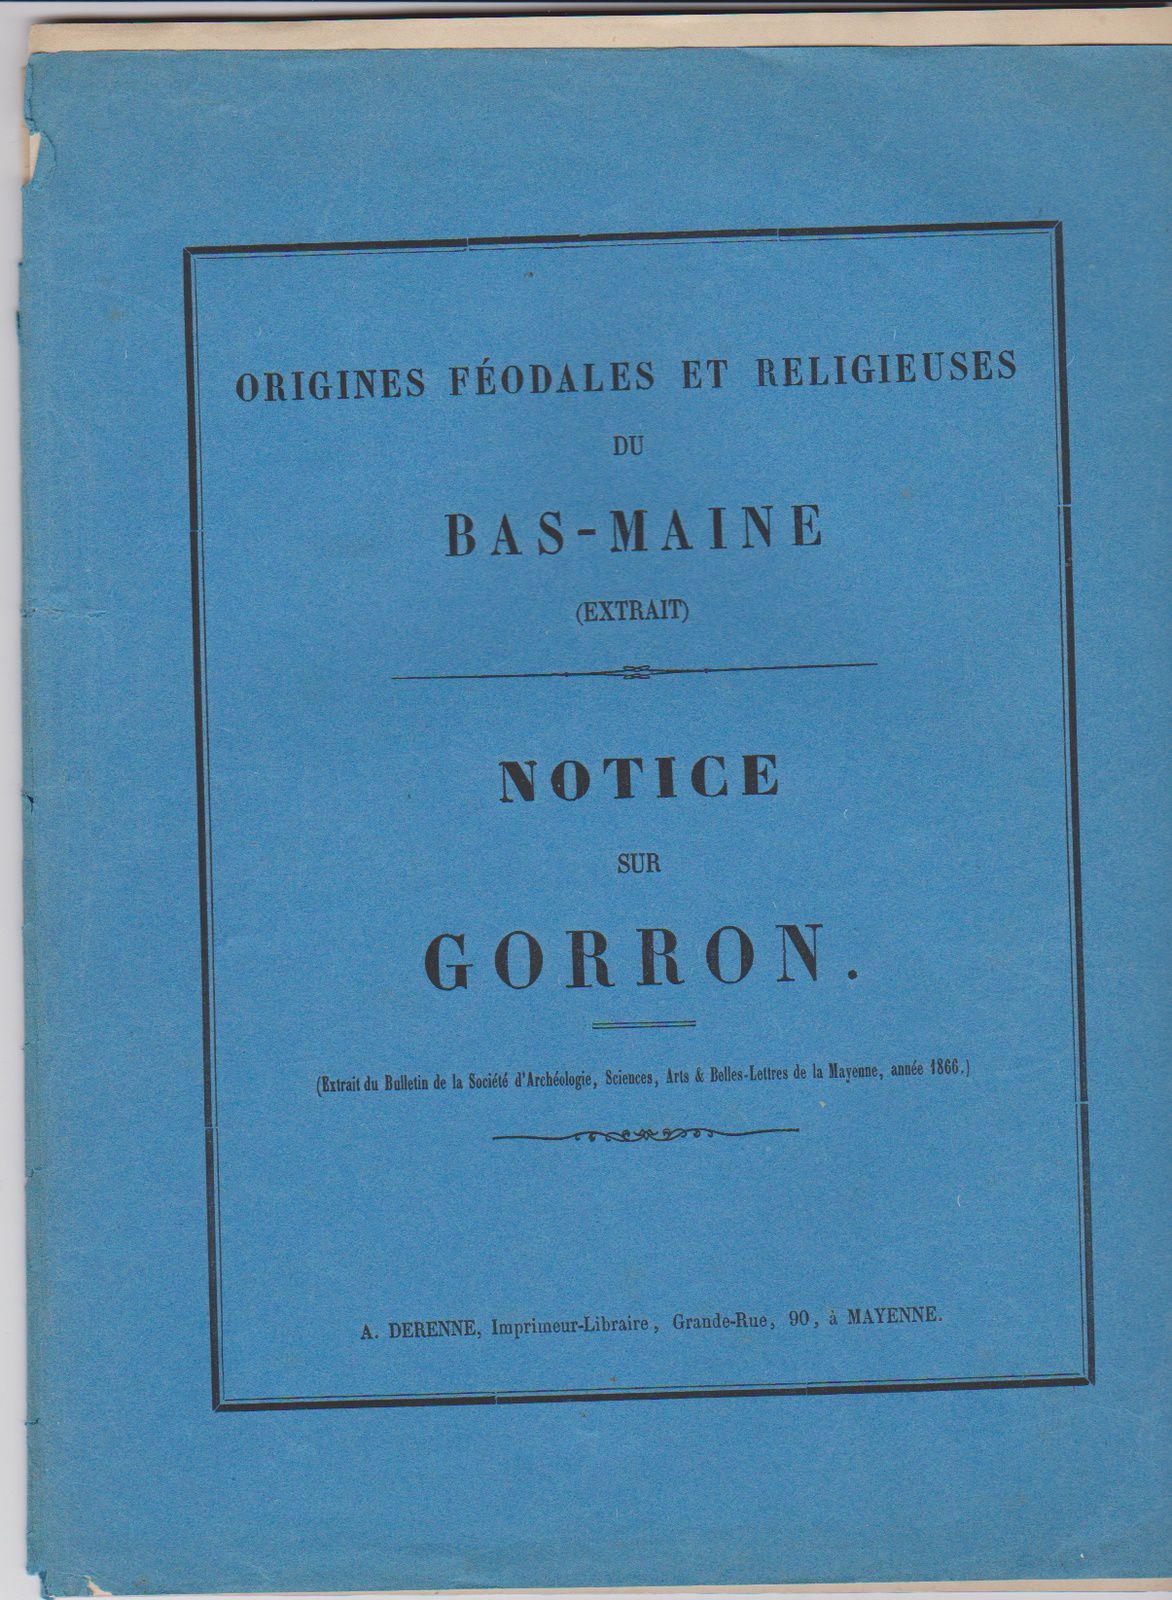 ORIGINES FÉODALES ET RELIGIEUSES
DU
BAS-MAINE
(EXTRAIT)
NOTICE
SUR
GORRON.
(Extrait du Bulletin de la Société d'Archéologie, Sciences, Arts & Belles-Lettres de la Mayenne, année 1866.)
A. DERENNE, Imprimeur-Libraire, Grande-Rue, 90, à MAYENNE.